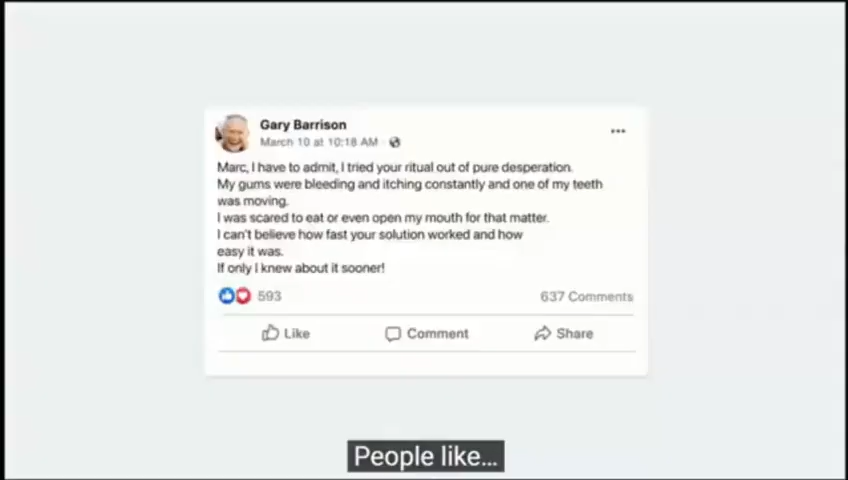 Gary Barrison
March 10 at 10:18 AM
Marc, I have to admit, I tried your ritual out of pure desperation.
My gums were bleeding and itching constantly and one of my teeth
was moving.
I was scared to eat or even open my mouth for that matter.
I can't believe how fast your solution worked and how
easy it was.
If only I knew about it sooner!
593 637 Comments
Like Comment Share
People like...